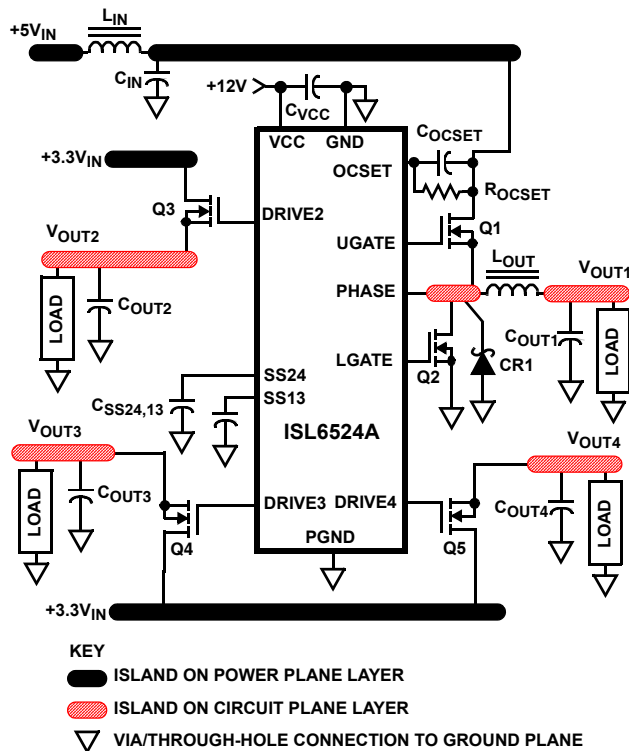 +5VIN
LIN
CIN
+12V
CVCC
VCC GND
COCSET
OCSET
ROCSET
+3.3VIN
Q3
DRIVE2
Q1
UGATE
VOUT2
LOUT
VOUT1
PHASE
LOAD
COUT2
COUT1
LOAD
LGATE
Q2
CR1
SS24
CSS24,13
SS13
ISL6524A
VOUT3
VOUT4
LOAD
COUT3
DRIVE3 DRIVE4
COUT4
LOAD
Q4
PGND
Q5
+3.3VIN
KEY
ISLAND ON POWER PLANE LAYER
ISLAND ON CIRCUIT PLANE LAYER
VIA/THROUGH-HOLE CONNECTION TO GROUND PLANE